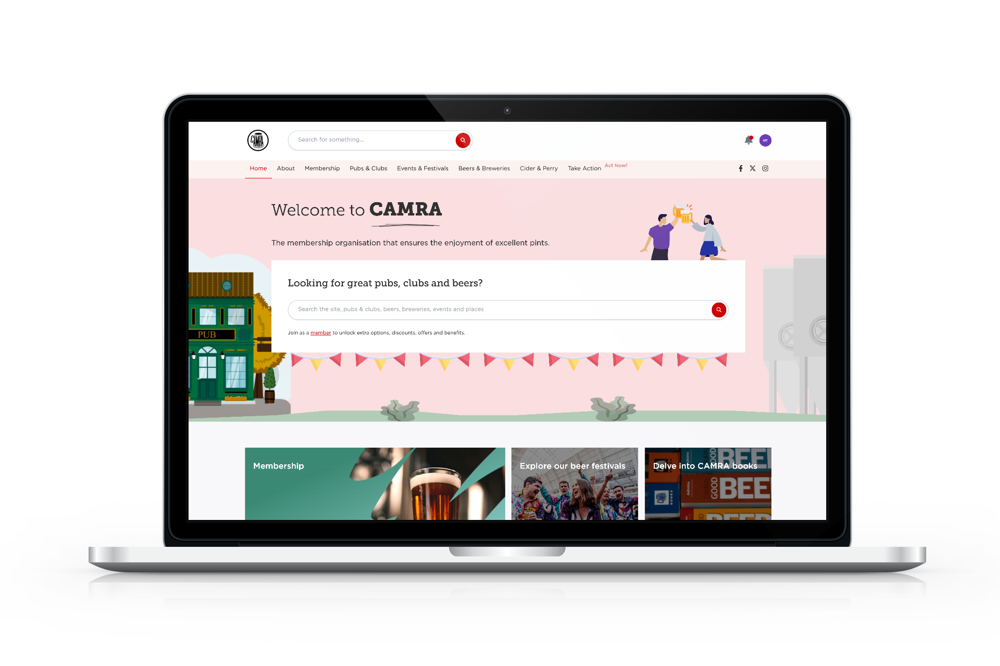 CAMRA
Search for something...
MT
Home About Membership Pubs & Clubs Events & Festivals Beers & Breweries Cider & Perry Take Action Act Now!
Welcome to CAMRA
The membership organisation that ensures the enjoyment of excellent pints.
Looking for great pubs, clubs and beers?
Search the site, pubs & clubs, beers, breweries, events and places
Join as a member to unlock extra options, discounts, offers and benefits.
PUB
Membership
Explore our beer festivals
Delve into CAMRA books
BEE
GOOD BEE
CAMRA BOOKS